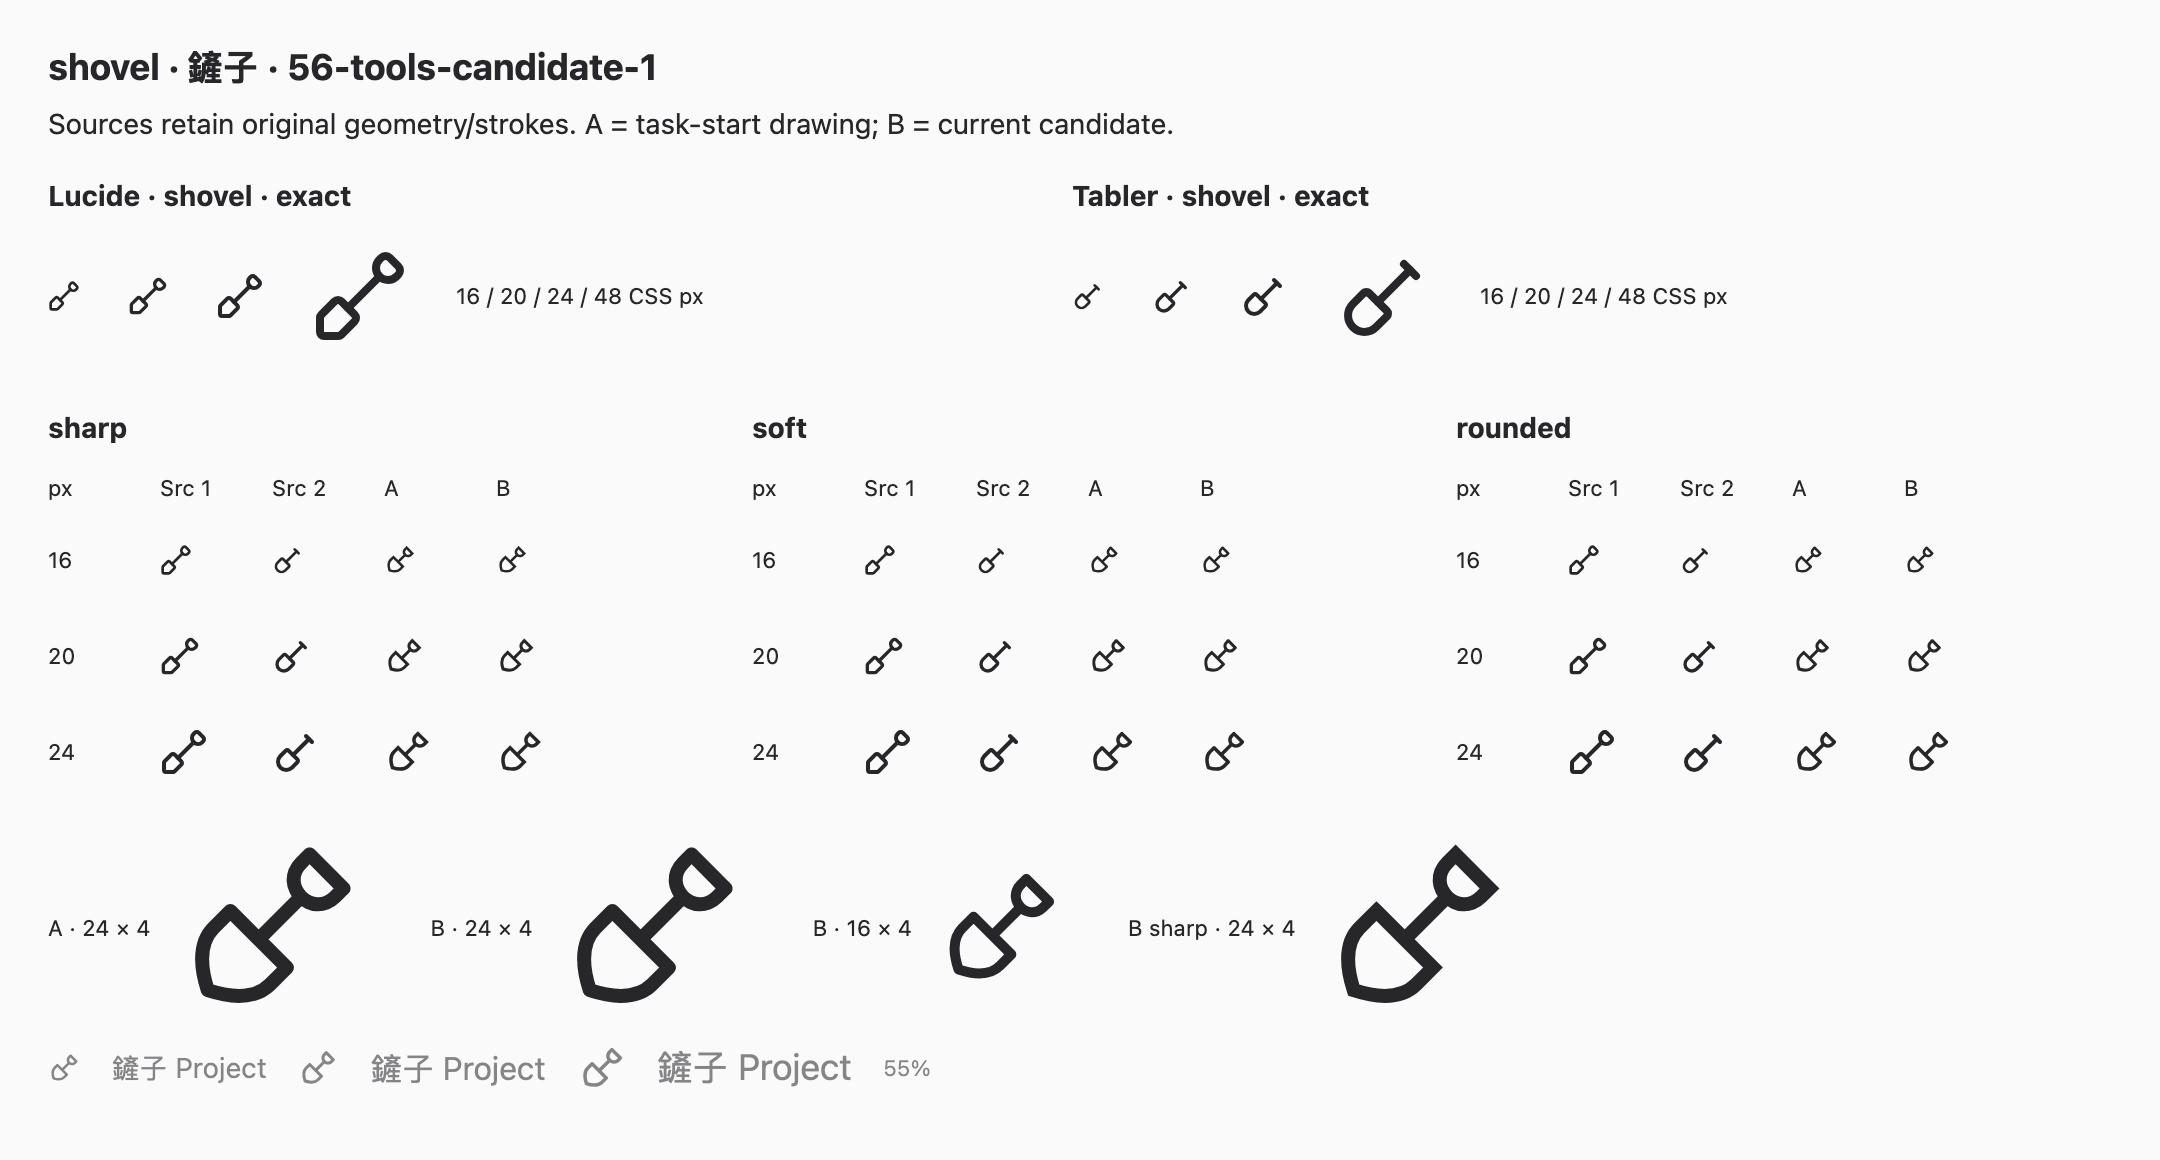 shovel · 鏟子 · 56-tools-candidate-1
Sources retain original geometry/strokes. A = task-start drawing; B = current candidate.
Lucide · shovel · exact
16 / 20 / 24 / 48 CSS px
Tabler · shovel · exact
16 / 20 / 24 / 48 CSS px
sharp
px Src 1 Src 2 A B
16
20
24
soft
px Src 1 Src 2 A B
16
20
24
rounded
px Src 1 Src 2 A B
16
20
24
A · 24 × 4
B · 24 × 4
B · 16 × 4
B sharp · 24 × 4
鏟子 Project 鏟子 Project 鏟子 Project 55%